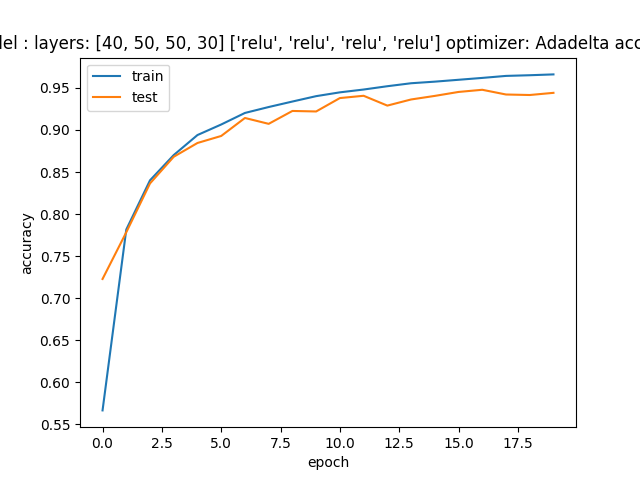 : layers: [40, 50, 50, 30] ['relu', 'relu', 'relu', 'relu'] optimizer: Adadelta
train
test
0.95
0.90
0.85
0.80
0.75
0.70
0.65
0.60
0.55
accuracy
0.0 2.5 5.0 7.5 10.0 12.5 15.0 17.5
epoch